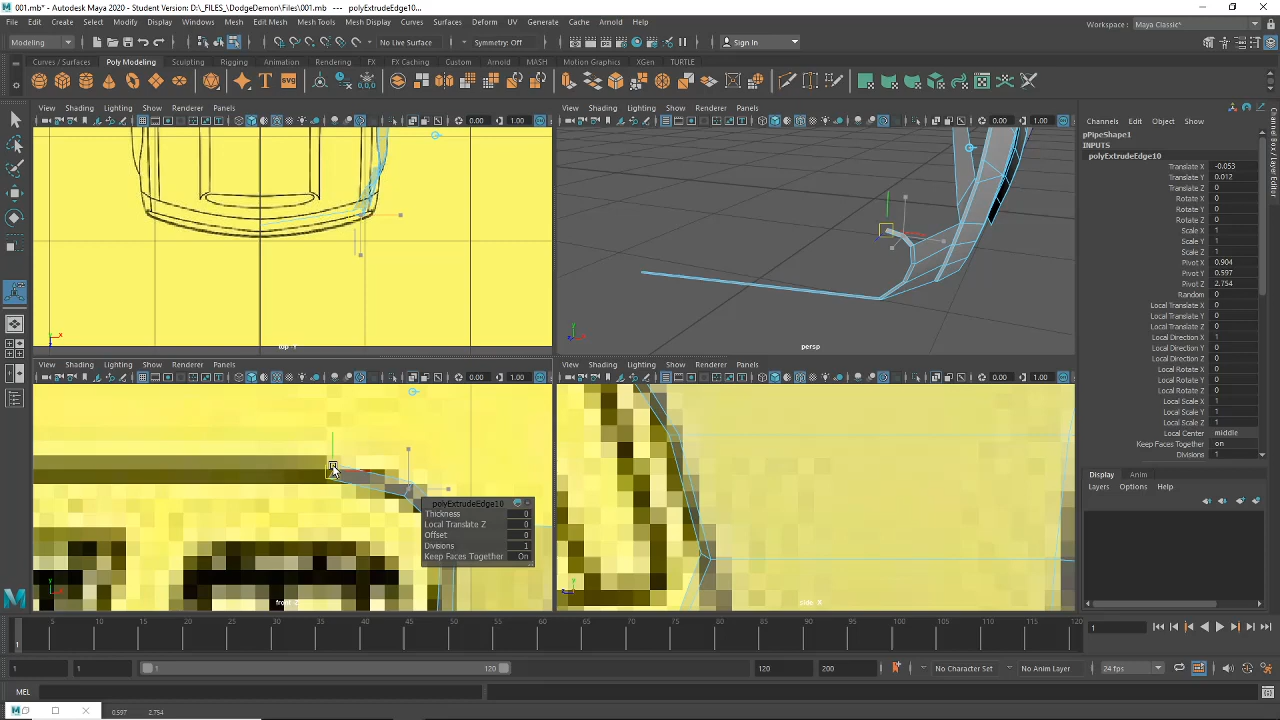 001.mb* - Autodesk Maya 2020 - Student Version: D:\_FILES_\DodgeDemon\Files\001.mb --- polyExtrudeEdge10...
File Edit Create Select Modify Display Windows Mesh Edit Mesh Mesh Tools Mesh Display Curves Surfaces Deform UV Generate Cache Arnold Help
Workspace : Maya Classic*
Modeling No Live Surface Symmetry: Off Sign In
Curves / Surfaces Poly Modeling Sculpting Rigging Animation Rendering FX FX Caching Custom Arnold MASH Motion Graphics XGen TURTLE
View Shading Lighting Show Renderer Panels
0.00 1.00
top -Y
View Shading Lighting Show Renderer Panels
0.00 1.00
persp
View Shading Lighting Show Renderer Panels
0.00 1.00
polyExtrudeEdge10
Thickness 0
Local Translate Z 0
Offset 0
Divisions 1
Keep Faces Together On
front -Z
View Shading Lighting Show Renderer Panels
0.00 1.00
side -X
Channels Edit Object Show
pPipeShape1
INPUTS
polyExtrudeEdge10
Translate X -0.053
Translate Y 0.012
Translate Z 0
Rotate X 0
Rotate Y 0
Rotate Z 0
Scale X 1
Scale Y 1
Scale Z 1
Pivot X 0.904
Pivot Y 0.597
Pivot Z 2.754
Random 0
Local Translate X 0
Local Translate Y 0
Local Translate Z 0
Local Direction X 1
Local Direction Y 0
Local Direction Z 0
Local Rotate X 0
Local Rotate Y 0
Local Rotate Z 0
Local Scale X 1
Local Scale Y 1
Local Scale Z 1
Local Center middle
Keep Faces Together on
Divisions 1
Display Anim
Layers Options Help
Channel Box / Layer Editor
Modeling Toolkit
Attribute Editor
5 10 15 20 25 30 35 40 45 50 55 60 65 70 75 80 85 90 95 100 105 110 115 120
1
1
1 1 1 120 120 200 No Character Set No Anim Layer 24 fps
MEL
0.597 2.754